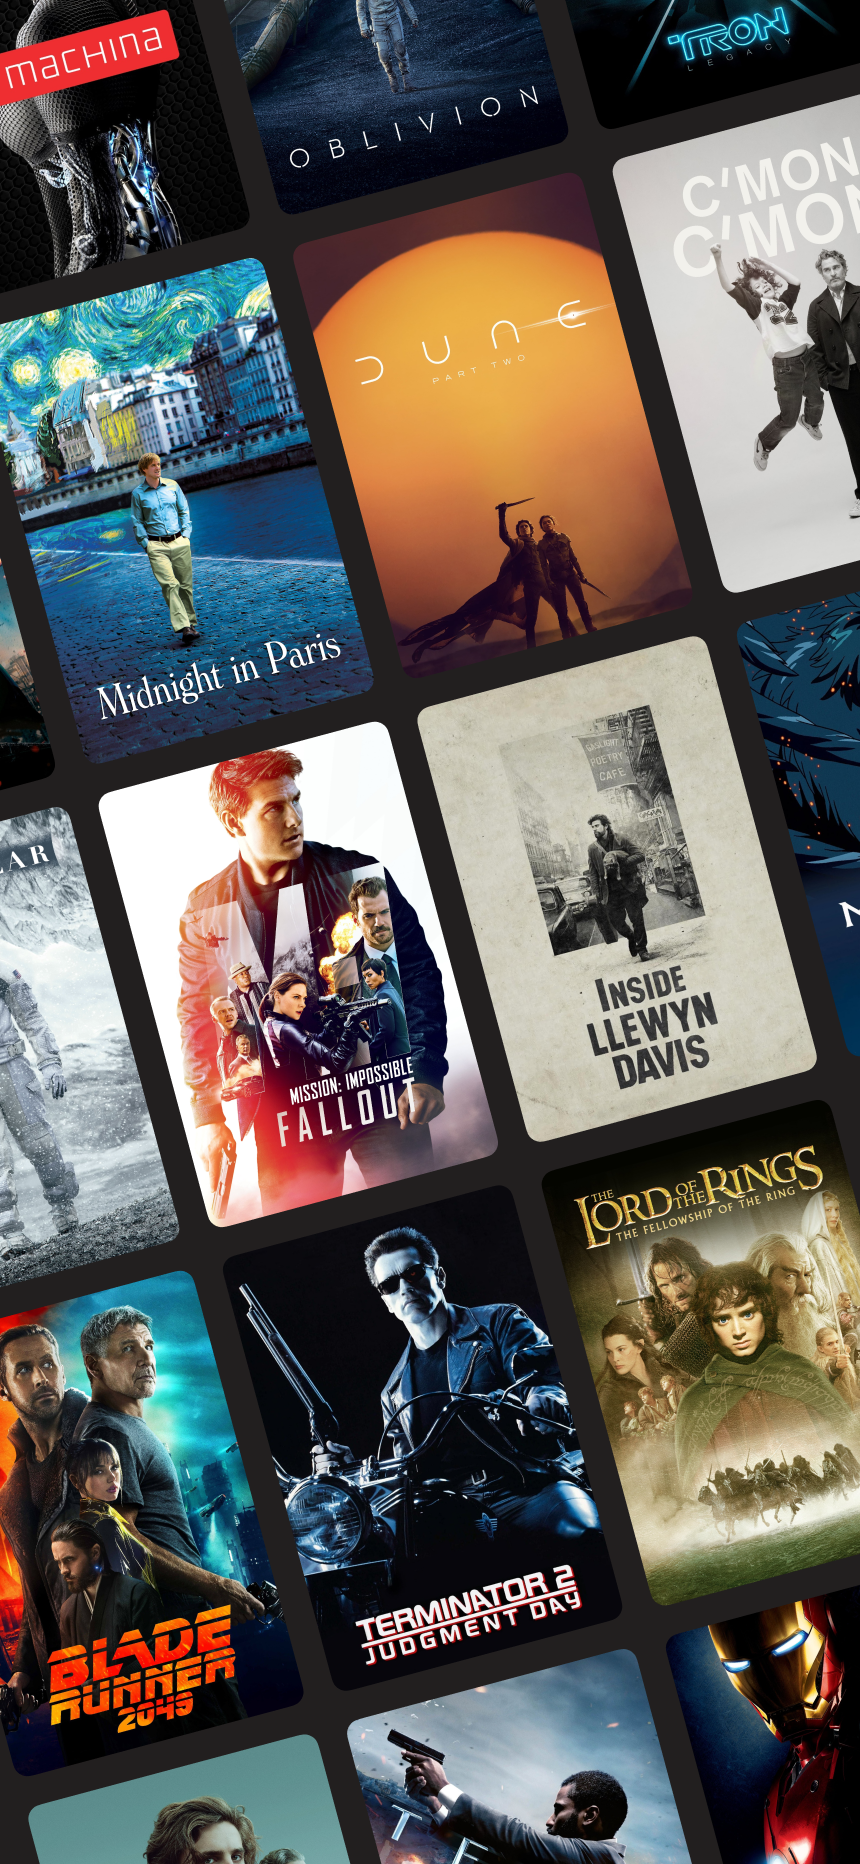 maCHIna
OBLIVION
TRON
LEGACY
C'MON
C'MON
DUNE
PART TWO
Midnight in Paris
GASLIGHT
POETRY
CAFE
INSIDE
LLEWYN
DAVIS
MISSION: IMPOSSIBLE
FALLOUT
THE
LORD OF THE RINGS
THE FELLOWSHIP OF THE RING
TERMINATOR 2
JUDGMENT DAY
BLADE
RUNNER
2049